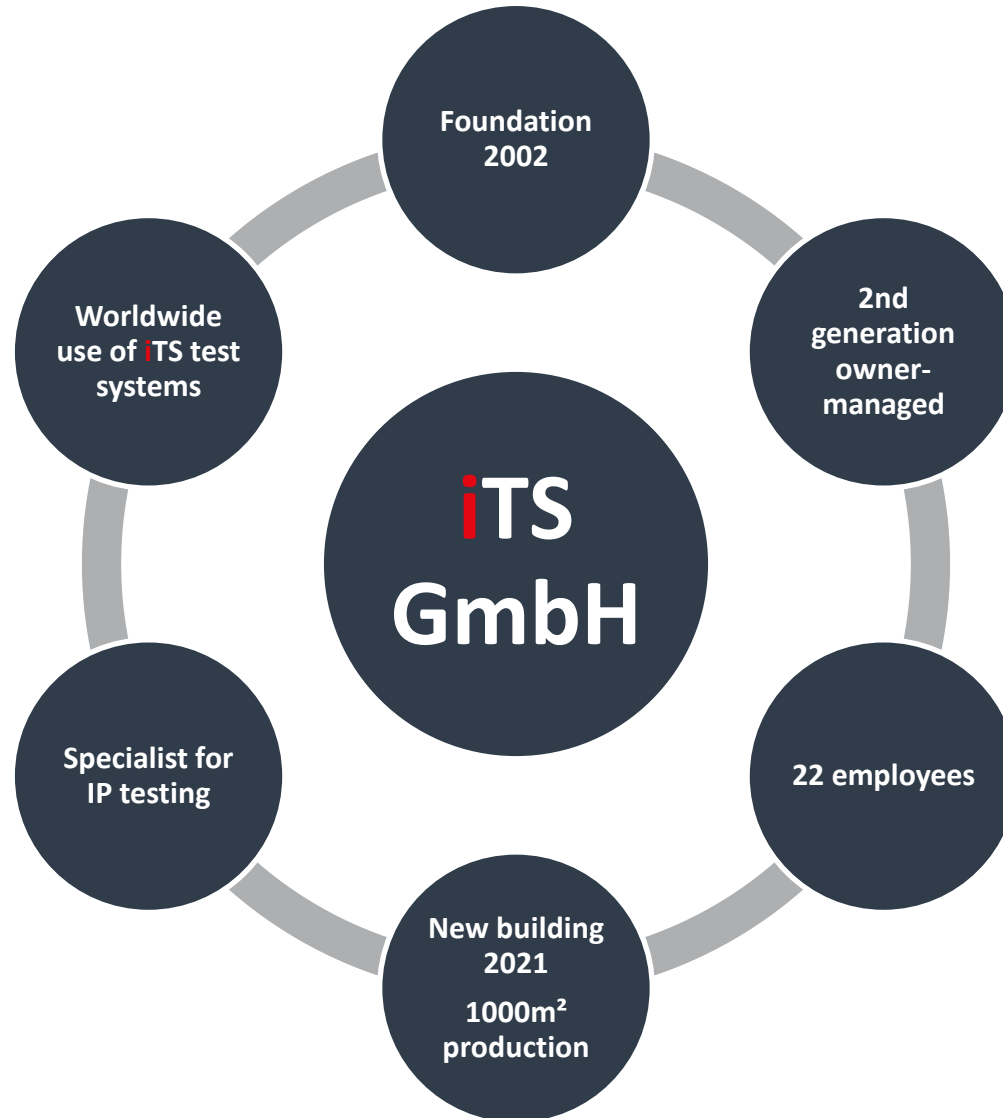 Foundation
2002
2nd
generation
owner-
managed
22 employees
New building
2021
1000m²
production
Specialist for
IP testing
Worldwide
use of iTS test
systems
iTS
GmbH